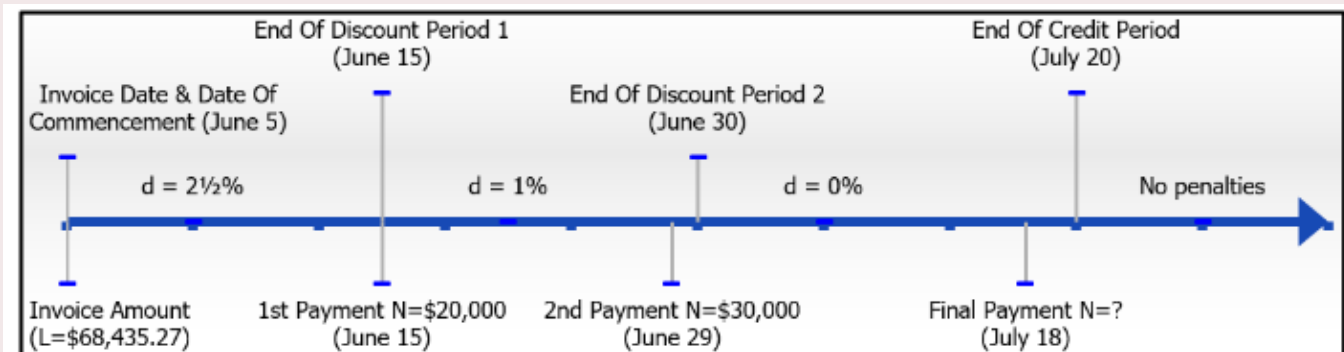 End Of Discount Period 1
(June 15)
End Of Credit Period
(July 20)
Invoice Date & Date Of
Commencement (June 5)
End Of Discount Period 2
(June 30)
d = 2½%
d = 1%
d = 0%
No penalties
Invoice Amount
(L=$68,435.27)
1st Payment N=$20,000
(June 15)
2nd Payment N=$30,000
(June 29)
Final Payment N=?
(July 18)